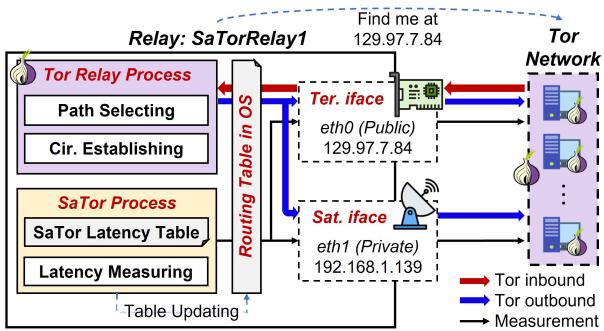 Find me at
129.97.7.84
Relay: SaTorRelay1
Tor
Network
Tor Relay Process
Path Selecting
Cir. Establishing
Routing Table in OS
Ter. iface
eth0 (Public)
129.97.7.84
SaTor Process
SaTor Latency Table
Latency Measuring
Sat. iface
eth1 (Private)
192.168.1.139
Table Updating
Tor inbound
Tor outbound
Measurement